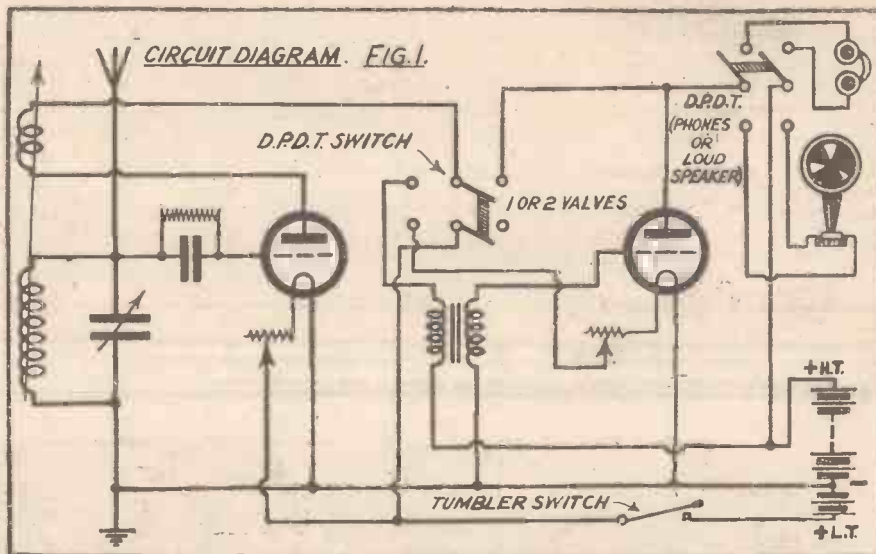 CIRCUIT DIAGRAM. FIG.1.
D.P.D.T. SWITCH
1 OR 2 VALVES
D.P.D.T.
(PHONES
OR
LOUD
SPEAKER)
+H.T.
-
TUMBLER SWITCH
+L.T.